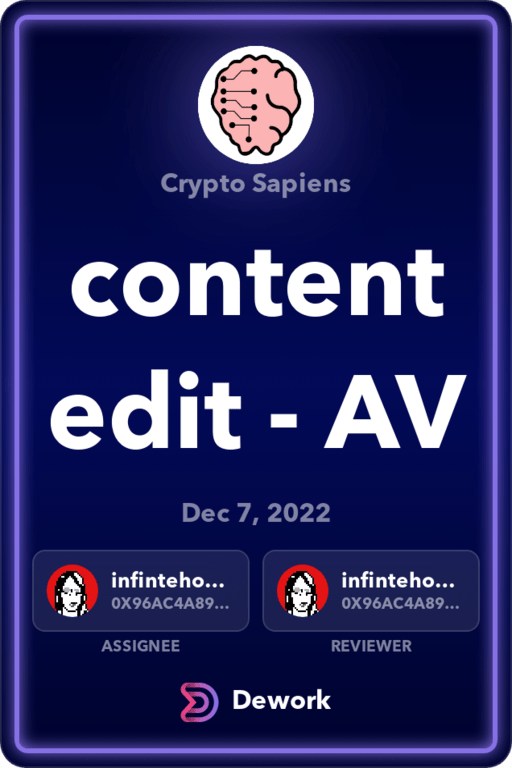 Crypto Sapiens
content
edit - AV
Dec 7, 2022
infinteho...
0X96AC4A89...
ASSIGNEE
infinteho...
0X96AC4A89...
REVIEWER
Dework